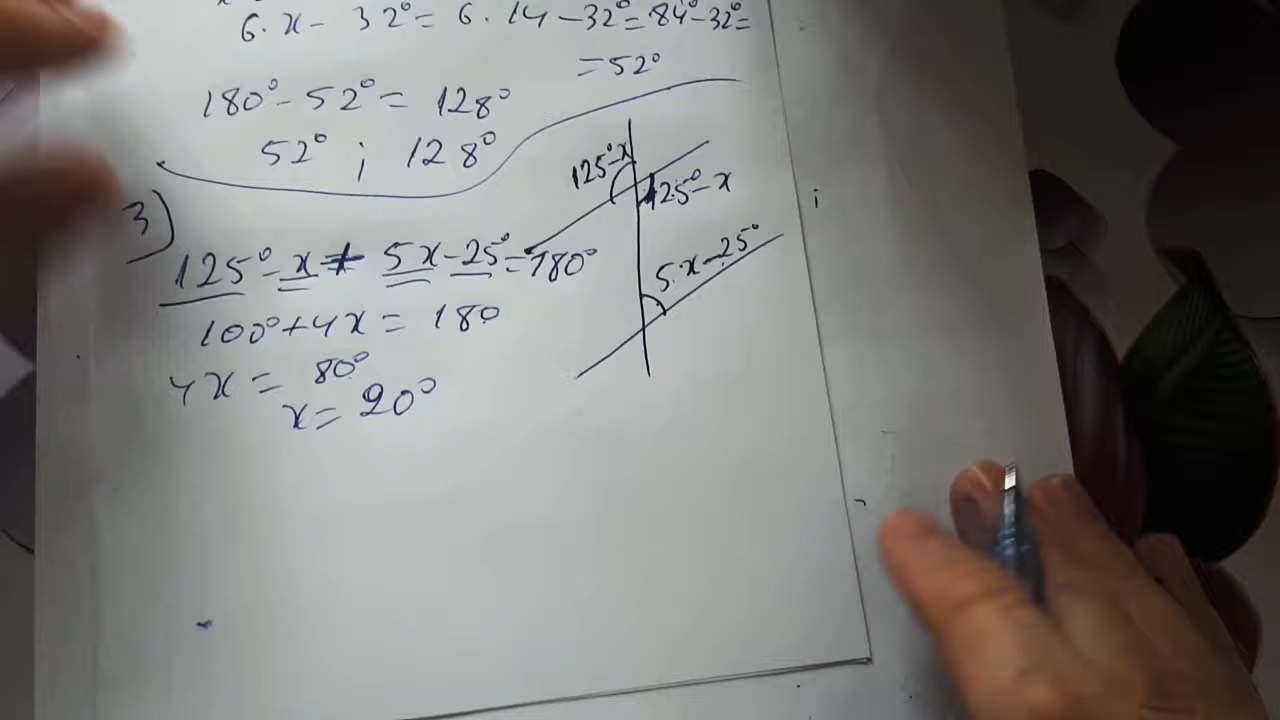 6·x - 32° = 6·14 - 32° = 84° - 32° =
= 52°
180° - 52° = 128°
52° ; 128°
3)
125° - x + 5x - 25° = 180°
100° + 4x = 180
4x = 80°
x = 20°
125° - x
125° - x
5·x - 25°